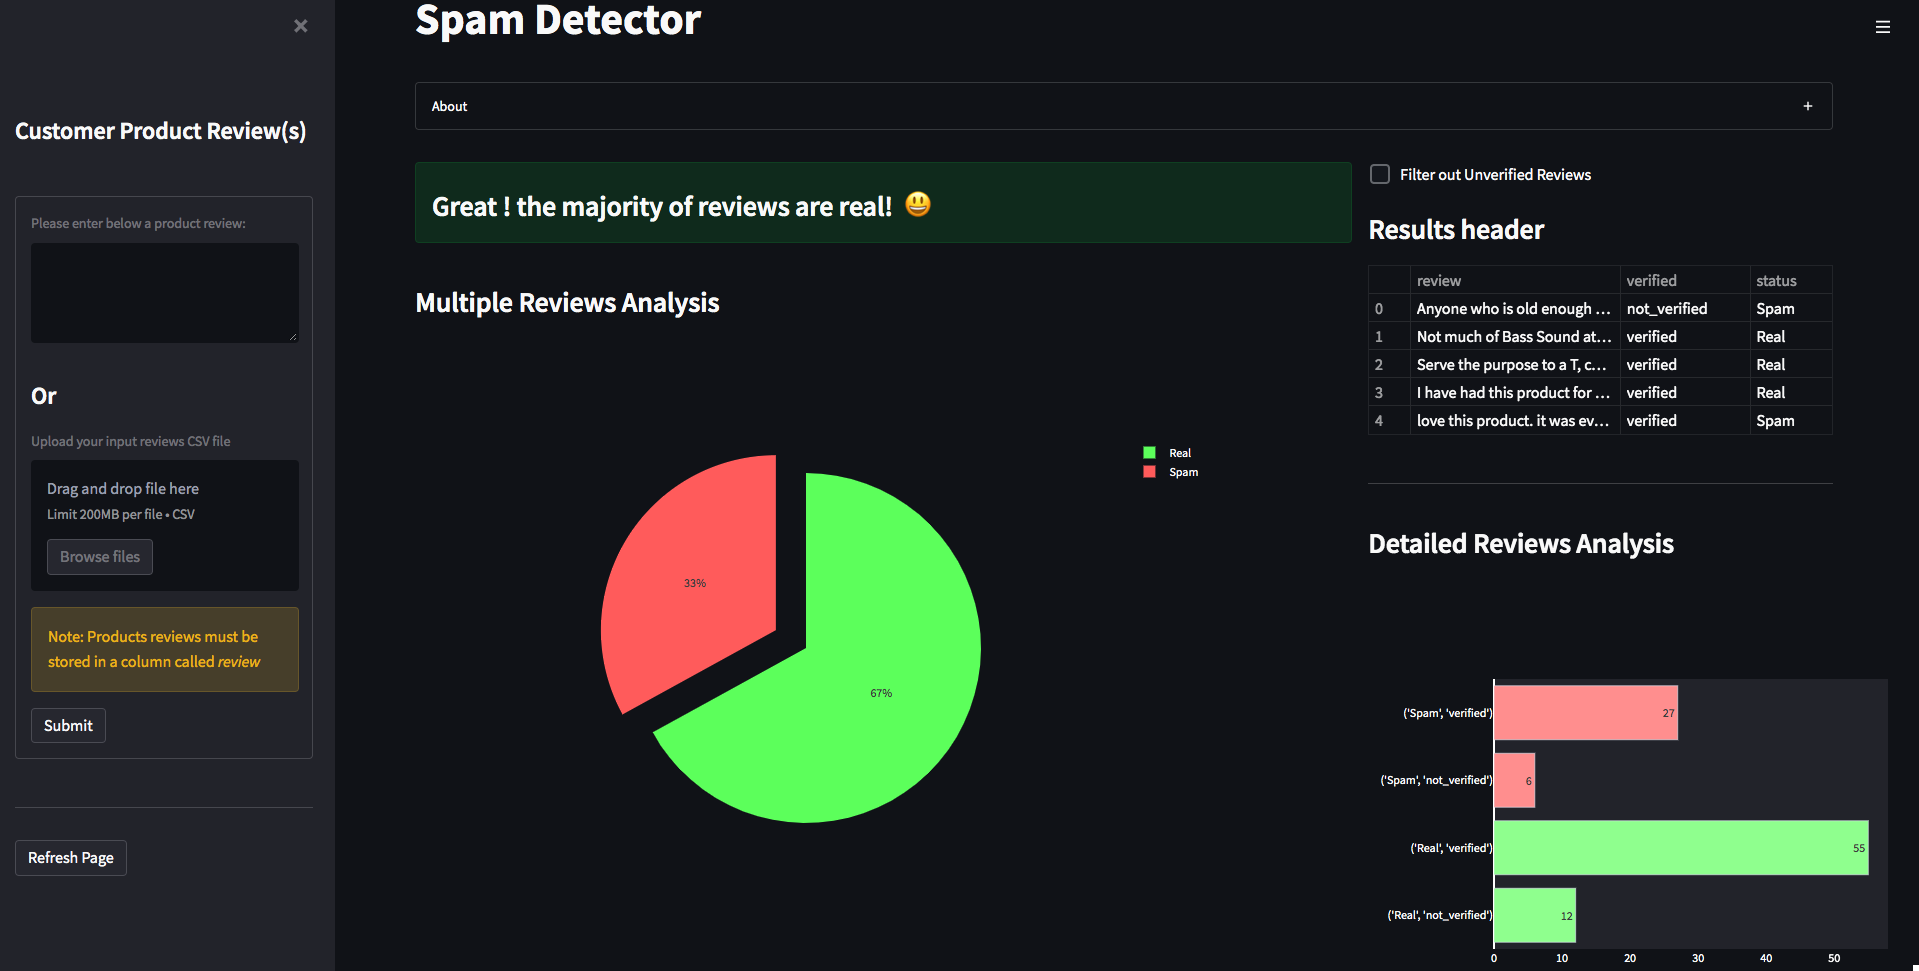 ×
Customer Product Review(s)
Please enter below a product review:
Or
Upload your input reviews CSV file
Drag and drop file here
Limit 200MB per file • CSV
Browse files
Note: Products reviews must be
stored in a column called review
Submit
Refresh Page
Spam Detector
About
+
Great ! the majority of reviews are real! 😃
Multiple Reviews Analysis
Real
Spam
33%
67%
Filter out Unverified Reviews
Results header
review verified status
0 Anyone who is old enough ... not_verified Spam
1 Not much of Bass Sound at... verified Real
2 Serve the purpose to a T, c... verified Real
3 I have had this product for ... verified Real
4 love this product. it was ev... verified Spam
Detailed Reviews Analysis
('Spam', 'verified') 27
('Spam', 'not_verified') 6
('Real', 'verified') 55
('Real', 'not_verified') 12
0 10 20 30 40 50